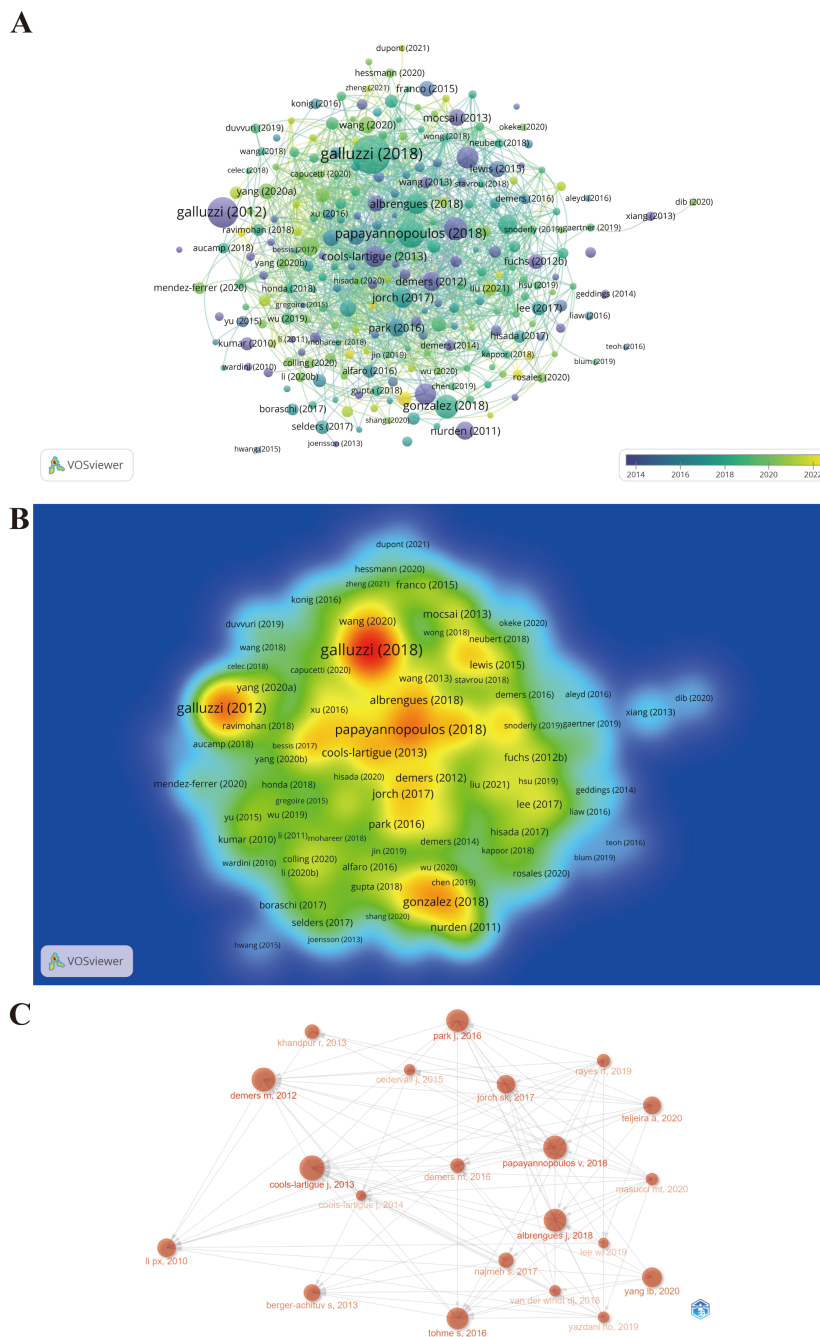 A
dupont (2021)
hessmann (2020)
zheng (2021)
franco (2015)
konig (2016)
mocsai (2013)
duvvuri (2019)
wang (2020)
okeke (2020)
wong (2018)
neubert (2018)
wang (2018)
galluzzi (2018)
lewis (2015)
celec (2018)
capucetti (2020)
wang (2013)
stavrou (2018)
yang (2020a)
demers (2016)
aleyd (2016)
albrengues (2018)
dib (2020)
galluzzi (2012)
xu (2016)
xiang (2013)
ravimohan (2018)
papayannopoulos (2018)
snoderly (2019)
gaertner (2019)
aucamp (2018)
bessis (2017)
cools-lartigue (2013)
yang (2020b)
fuchs (2012b)
hisada (2020)
demers (2012)
mendez-ferrer (2020)
honda (2018)
liu (2021)
hsu (2019)
geddings (2014)
gregoire (2015)
jorch (2017)
lee (2017)
yu (2015)
wu (2019)
liaw (2016)
park (2016)
kumar (2010)
li (2011)
mohareer (2018)
demers (2014)
hisada (2017)
teoh (2016)
jin (2019)
kapoor (2018)
wardini (2010)
colling (2020)
blum (2019)
li (2020b)
alfaro (2016)
wu (2020)
rosales (2020)
gupta (2018)
chen (2019)
boraschi (2017)
gonzalez (2018)
selders (2017)
shang (2020)
nurden (2011)
hwang (2015)
joensson (2013)
VOSviewer
2014 2016 2018 2020 2022
B
dupont (2021)
hessmann (2020)
zheng (2021)
franco (2015)
konig (2016)
mocsai (2013)
duvvuri (2019)
wang (2020)
okeke (2020)
wong (2018)
neubert (2018)
wang (2018)
galluzzi (2018)
lewis (2015)
celec (2018)
capucetti (2020)
wang (2013)
stavrou (2018)
yang (2020a)
demers (2016)
aleyd (2016)
albrengues (2018)
dib (2020)
galluzzi (2012)
xu (2016)
xiang (2013)
ravimohan (2018)
papayannopoulos (2018)
snoderly (2019)
gaertner (2019)
aucamp (2018)
bessis (2017)
cools-lartigue (2013)
yang (2020b)
fuchs (2012b)
hisada (2020)
demers (2012)
mendez-ferrer (2020)
honda (2018)
liu (2021)
hsu (2019)
geddings (2014)
gregoire (2015)
jorch (2017)
lee (2017)
yu (2015)
wu (2019)
liaw (2016)
park (2016)
kumar (2010)
li (2011)
mohareer (2018)
demers (2014)
hisada (2017)
teoh (2016)
jin (2019)
kapoor (2018)
wardini (2010)
colling (2020)
blum (2019)
li (2020b)
alfaro (2016)
wu (2020)
rosales (2020)
gupta (2018)
chen (2019)
boraschi (2017)
gonzalez (2018)
selders (2017)
shang (2020)
nurden (2011)
hwang (2015)
joensson (2013)
VOSviewer
C
park j, 2016
khandpur r, 2013
cedervall j, 2015
rayes rf, 2019
demers m, 2012
jorch sk, 2017
teijeira a, 2020
papayannopoulos v, 2018
cools-lartigue j, 2013
demers m, 2016
masucci mt, 2020
cools-lartigue j, 2014
albrengues j, 2018
li px, 2010
lee w, 2019
najmeh s, 2017
yang lb, 2020
berger-achituv s, 2013
van der windt dj, 2018
tohme s, 2016
yazdani ho, 2019